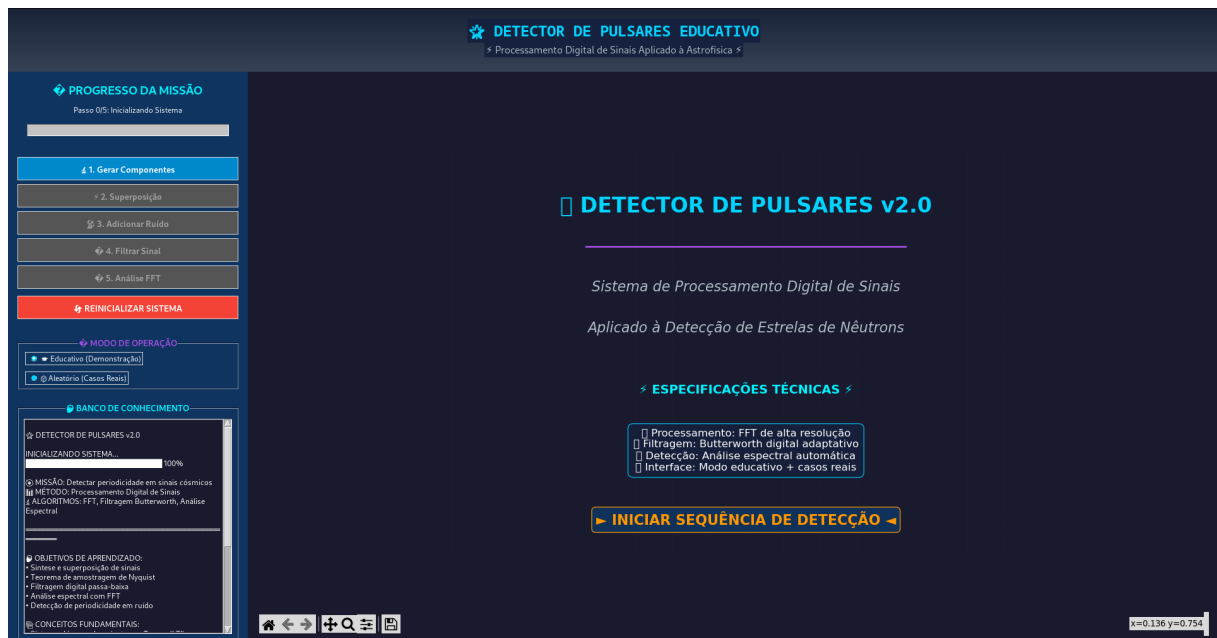 DETECTOR DE PULSARES EDUCATIVO
⚡ Processamento Digital de Sinais Aplicado à Astrofísica ⚡
PROGRESSO DA MISSÃO
Passo 0/5: Inicializando Sistema
1. Gerar Componentes
⚡ 2. Superposição
3. Adicionar Ruído
4. Filtrar Sinal
5. Análise FFT
REINICIALIZAR SISTEMA
MODO DE OPERAÇÃO
Educativo (Demonstração)
Aleatório (Casos Reais)
BANCO DE CONHECIMENTO
DETECTOR DE PULSARES v2.0
INICIALIZANDO SISTEMA...
100%
MISSÃO: Detectar periodicidade em sinais cósmicos
MÉTODO: Processamento Digital de Sinais
ALGORITMOS: FFT, Filtragem Butterworth, Análise
Espectral
OBJETIVOS DE APRENDIZADO:
• Síntese e superposição de sinais
• Teorema de amostragem de Nyquist
• Filtragem digital passa-baixa
• Análise espectral com FFT
• Detecção de periodicidade em ruído
CONCEITOS FUNDAMENTAIS:
DETECTOR DE PULSARES v2.0
Sistema de Processamento Digital de Sinais
Aplicado à Detecção de Estrelas de Nêutrons
⚡ ESPECIFICAÇÕES TÉCNICAS ⚡
Processamento: FFT de alta resolução
Filtragem: Butterworth digital adaptativo
Detecção: Análise espectral automática
Interface: Modo educativo + casos reais
► INICIAR SEQUÊNCIA DE DETECÇÃO ◄
x=0.136 y=0.754